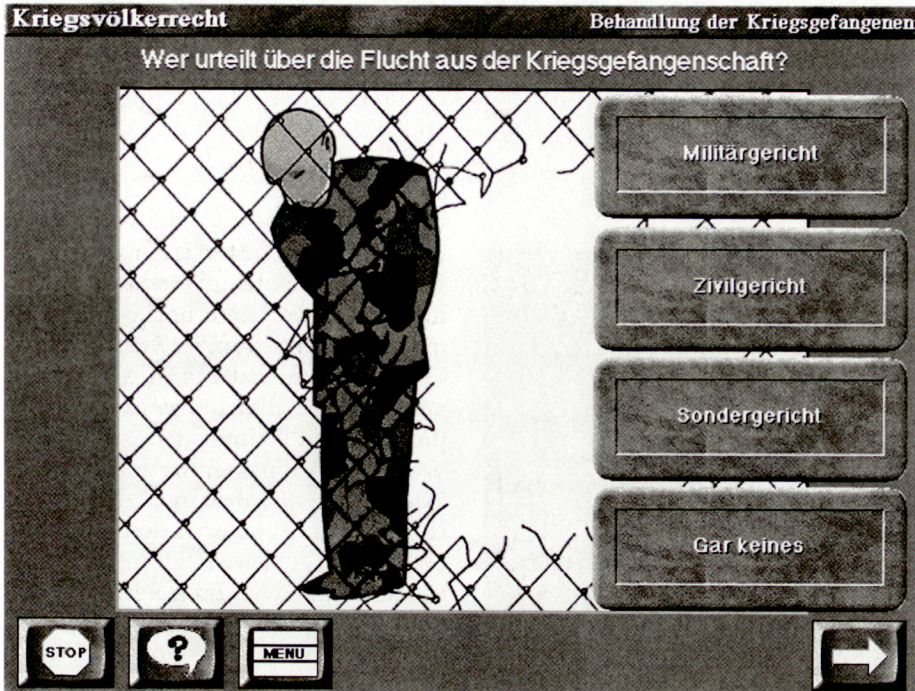 Kriegsvölkerrecht
Behandlung der Kriegsgefangenen
Wer urteilt über die Flucht aus der Kriegsgefangenschaft?
Militärgericht
Zivilgericht
Sondergericht
Gar keines
STOP
?
MENU